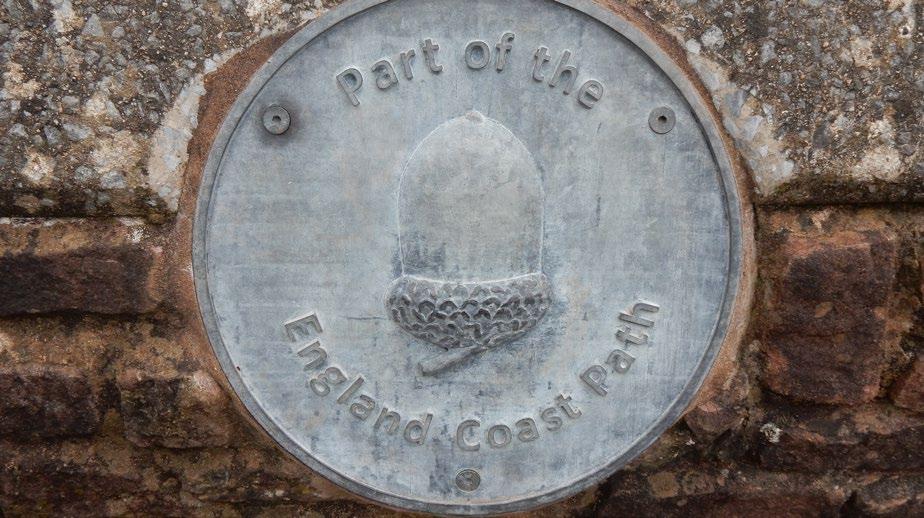 Part of the
England Coast Path